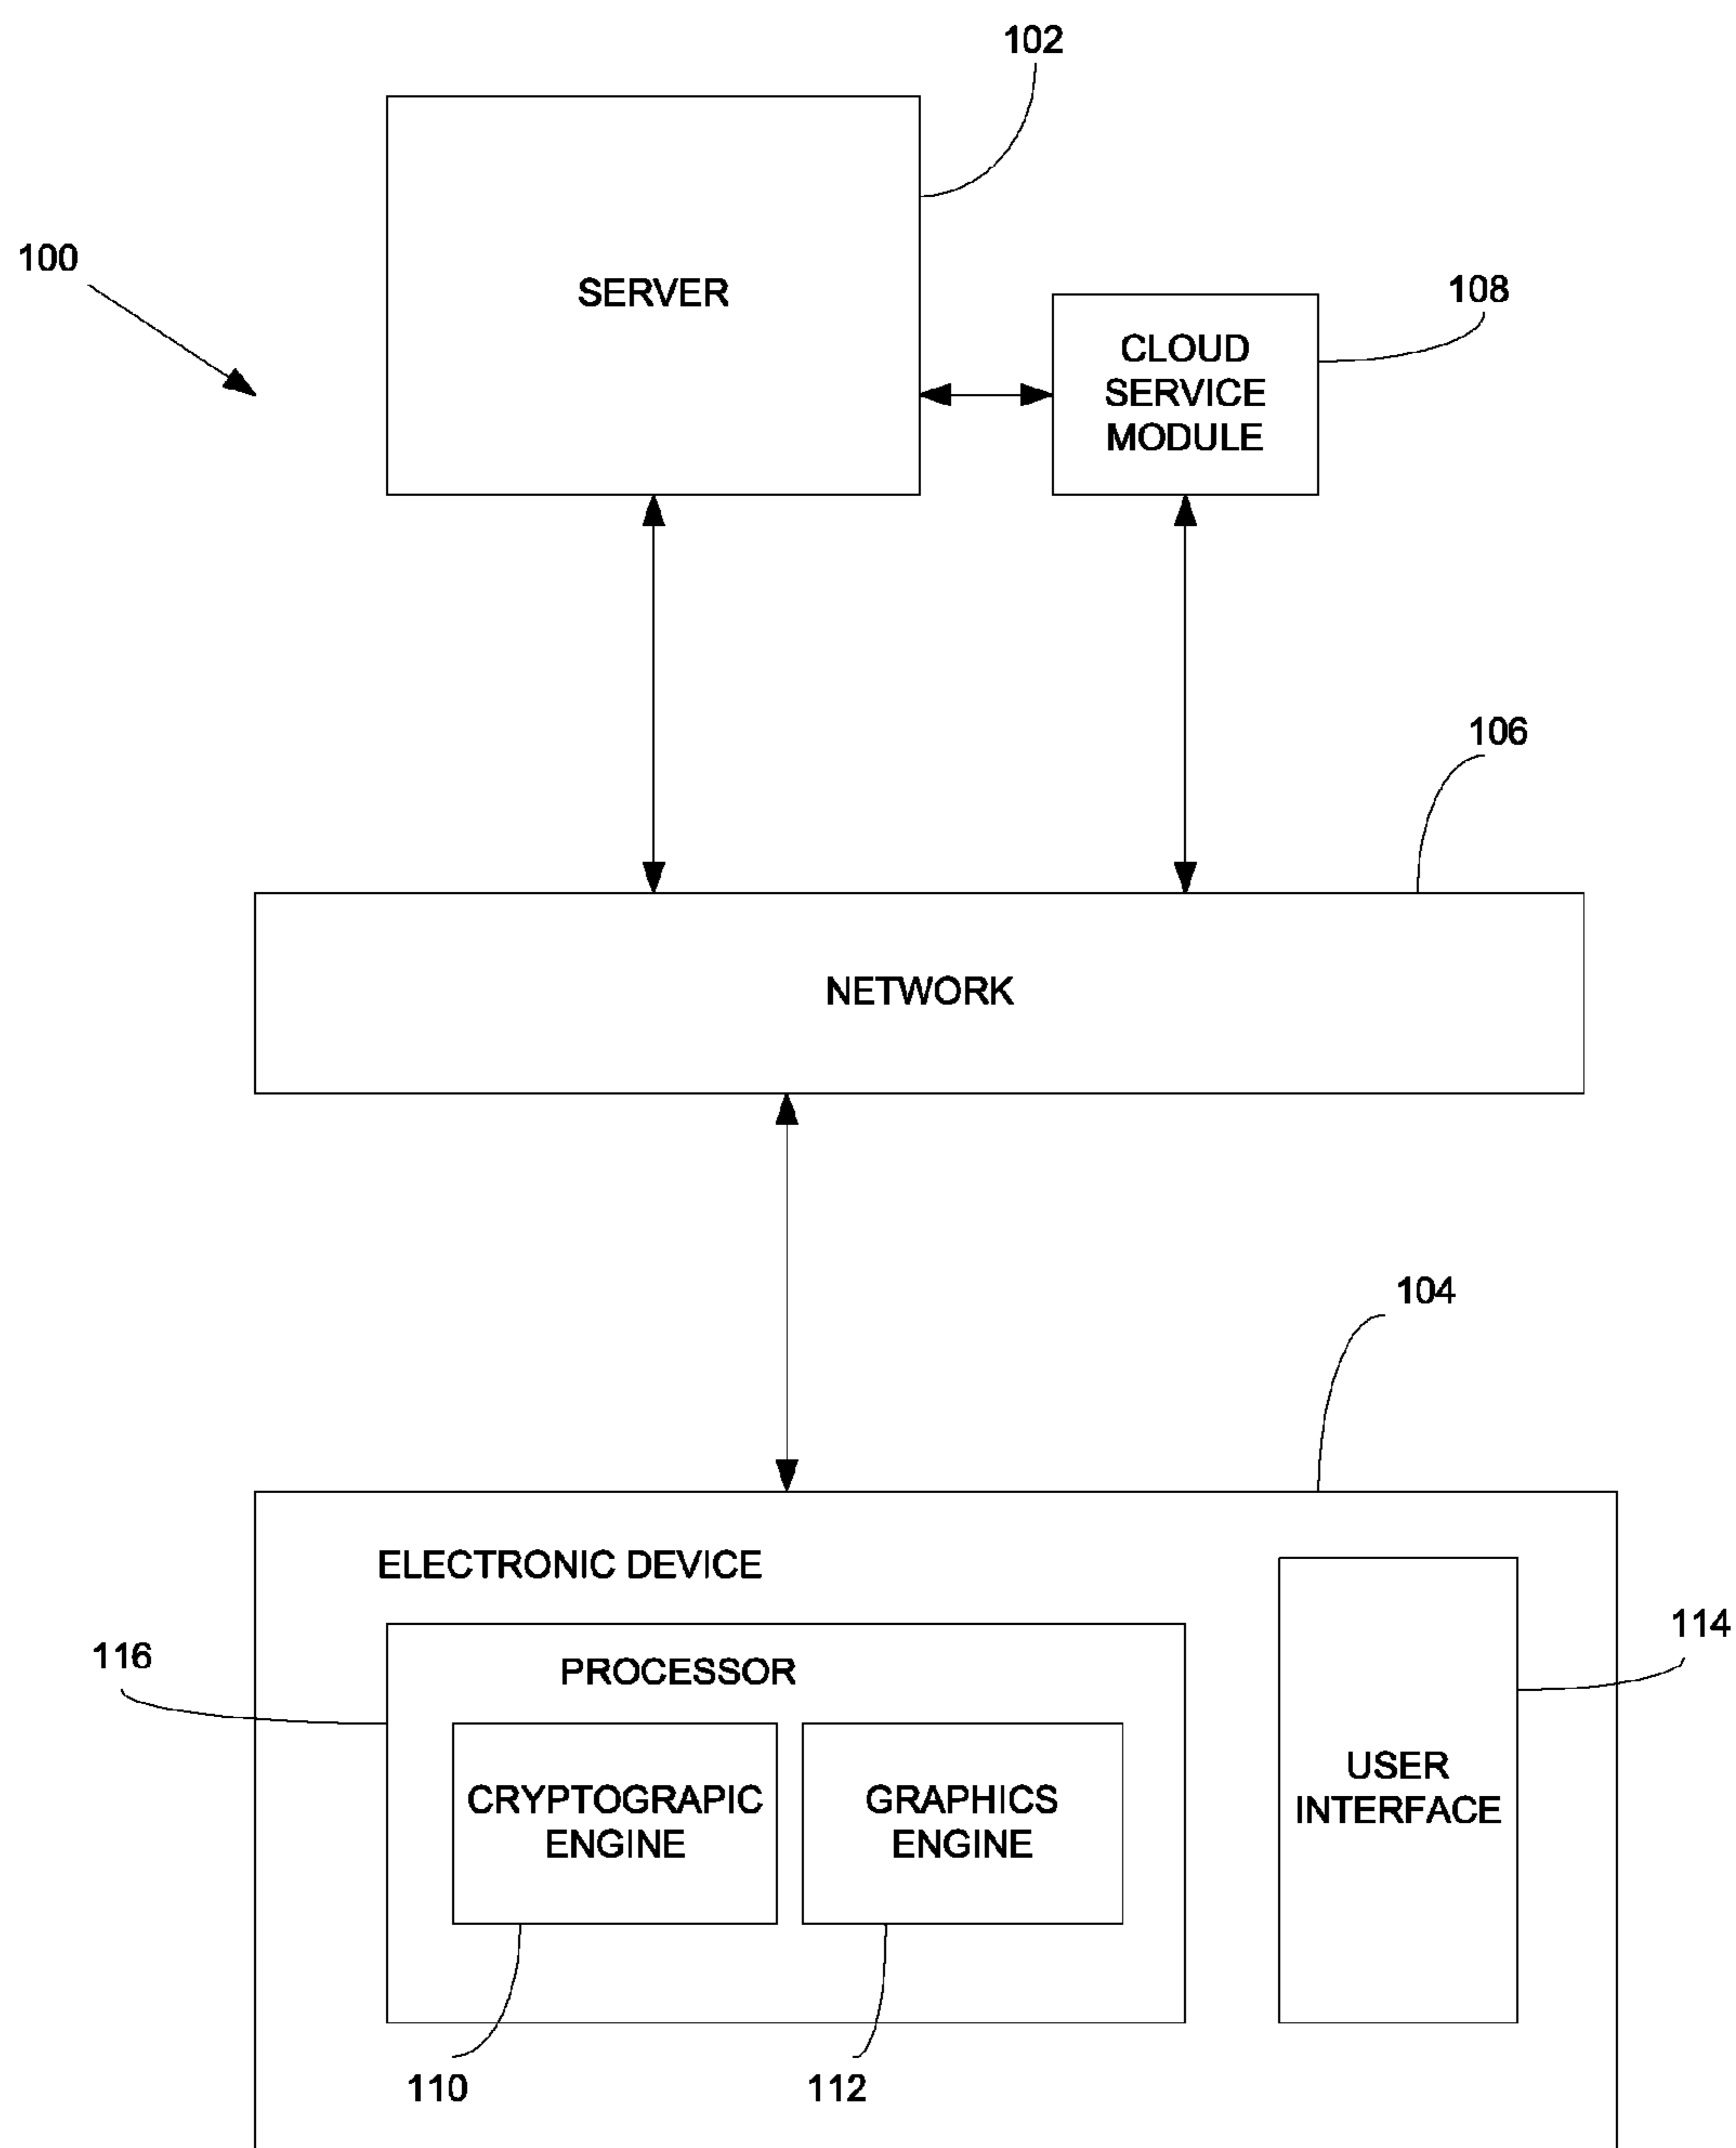 102
100
SERVER
108
CLOUD
SERVICE
MODULE
106
NETWORK
104
ELECTRONIC DEVICE
116
PROCESSOR
114
CRYPTOGRAPIC
ENGINE
GRAPHICS
ENGINE
USER
INTERFACE
110
112